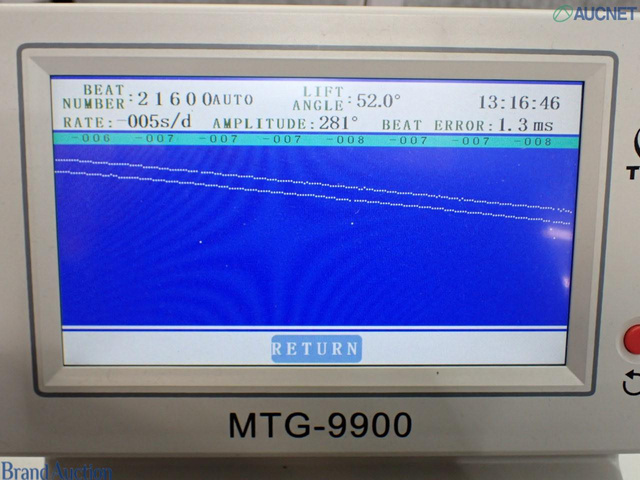 AUCNET
BEAT NUMBER:21600AUTO LIFT ANGLE:52.0° 13:16:46
RATE:-005s/d AMPLITUDE:281° BEAT ERROR:1.3ms
-006 -007 -007 -007 -008 -007 -007 -008
RETURN
MTG-9900
Brand Auction